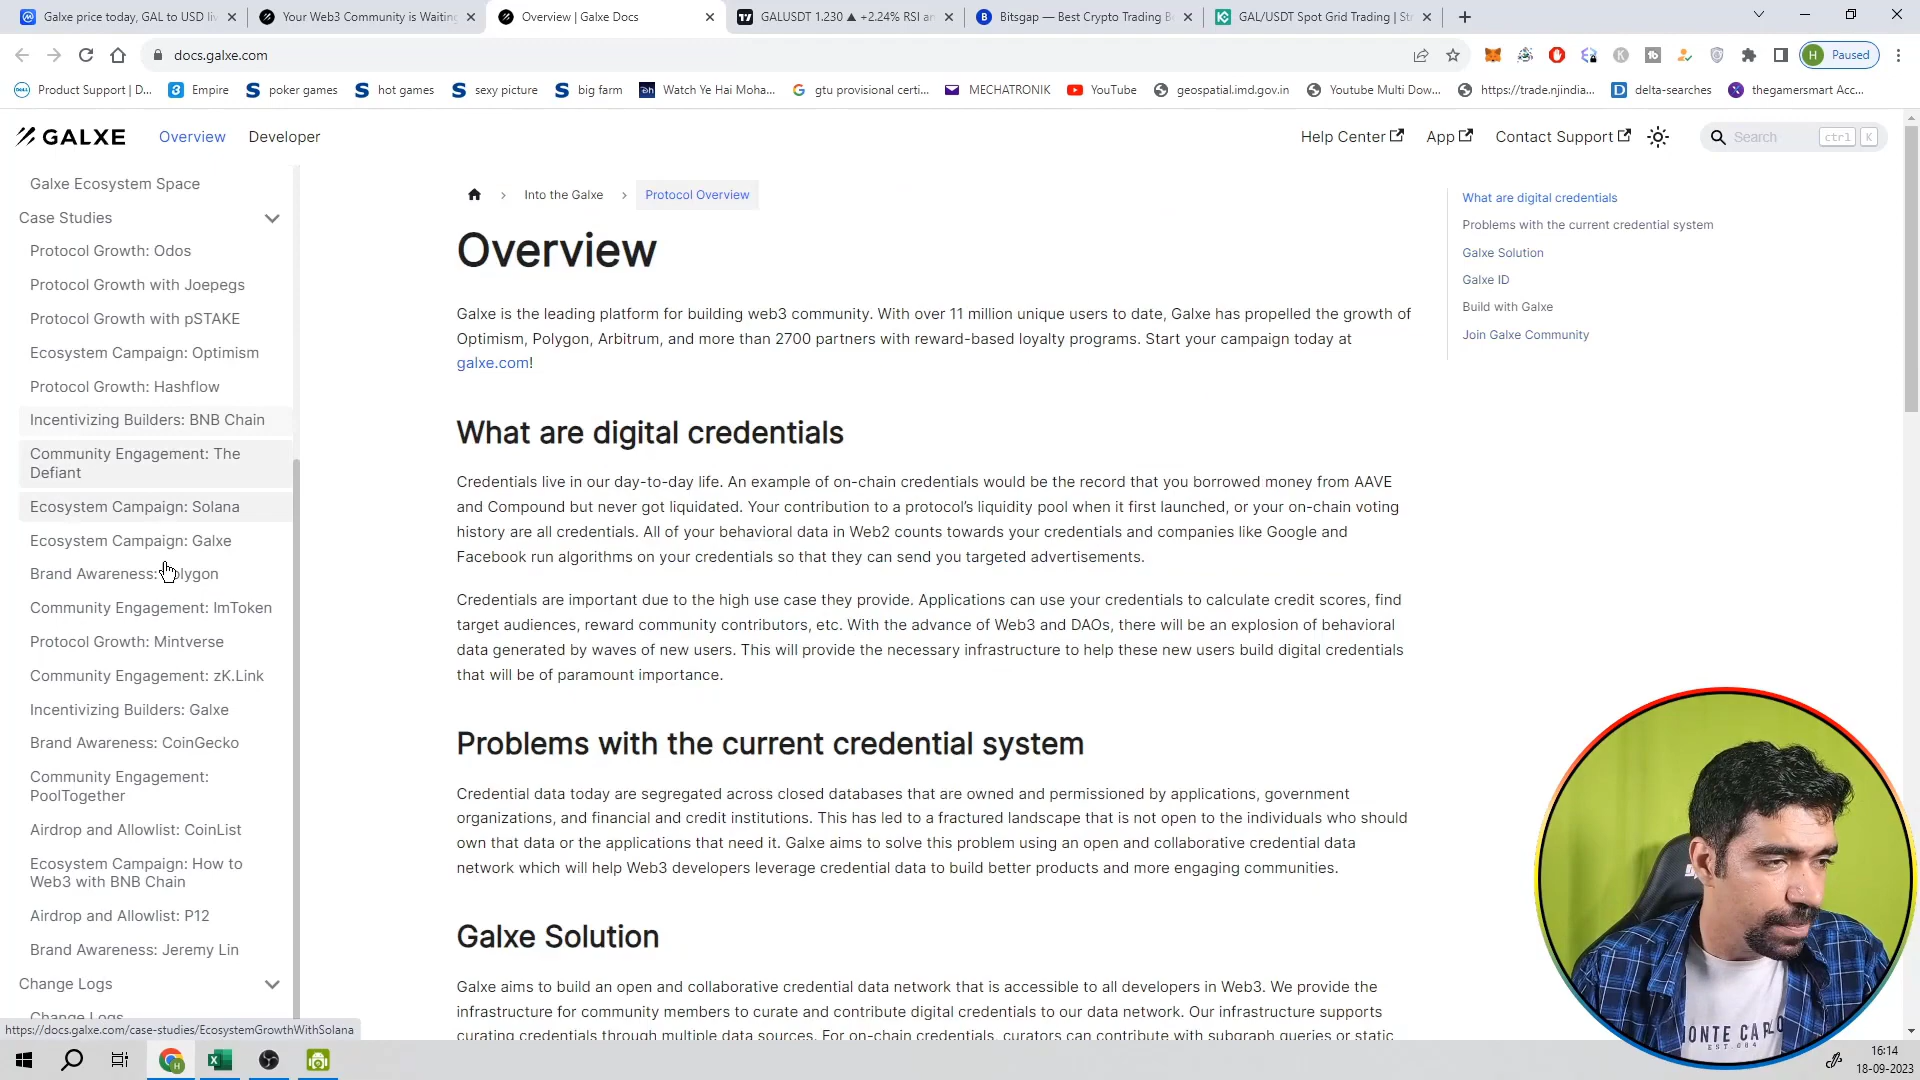 Galxe price today, GAL to USD liv
Your Web3 Community is Waiting
Overview | Galxe Docs
GALUSDT 1.230 ▲ +2.24% RSI an
Bitsgap — Best Crypto Trading B
GAL/USDT Spot Grid Trading | St
docs.galxe.com
H Paused
Product Support | D...
Empire
poker games
hot games
sexy picture
big farm
Watch Ye Hai Moha...
gtu provisional certi...
MECHATRONIK
YouTube
geospatial.imd.gov.in
Youtube Multi Dow...
https://trade.njindia...
delta-searches
thegamersmart Acc...
GALXE
Overview
Developer
Help Center
App
Contact Support
Search ctrl K
Galxe Ecosystem Space
Case Studies
Protocol Growth: Odos
Protocol Growth with Joepegs
Protocol Growth with pSTAKE
Ecosystem Campaign: Optimism
Protocol Growth: Hashflow
Incentivizing Builders: BNB Chain
Community Engagement: The
Defiant
Ecosystem Campaign: Solana
Ecosystem Campaign: Galxe
Brand Awareness: Polygon
Community Engagement: ImToken
Protocol Growth: Mintverse
Community Engagement: zK.Link
Incentivizing Builders: Galxe
Brand Awareness: CoinGecko
Community Engagement:
PoolTogether
Airdrop and Allowlist: CoinList
Ecosystem Campaign: How to
Web3 with BNB Chain
Airdrop and Allowlist: P12
Brand Awareness: Jeremy Lin
Change Logs
Change Logs
https://docs.galxe.com/case-studies/EcosystemGrowthWithSolana
Into the Galxe
Protocol Overview
Overview
Galxe is the leading platform for building web3 community. With over 11 million unique users to date, Galxe has propelled the growth of
Optimism, Polygon, Arbitrum, and more than 2700 partners with reward-based loyalty programs. Start your campaign today at
galxe.com!
What are digital credentials
Credentials live in our day-to-day life. An example of on-chain credentials would be the record that you borrowed money from AAVE
and Compound but never got liquidated. Your contribution to a protocol's liquidity pool when it first launched, or your on-chain voting
history are all credentials. All of your behavioral data in Web2 counts towards your credentials and companies like Google and
Facebook run algorithms on your credentials so that they can send you targeted advertisements.
Credentials are important due to the high use case they provide. Applications can use your credentials to calculate credit scores, find
target audiences, reward community contributors, etc. With the advance of Web3 and DAOs, there will be an explosion of behavioral
data generated by waves of new users. This will provide the necessary infrastructure to help these new users build digital credentials
that will be of paramount importance.
Problems with the current credential system
Credential data today are segregated across closed databases that are owned and permissioned by applications, government
organizations, and financial and credit institutions. This has led to a fractured landscape that is not open to the individuals who should
own that data or the applications that need it. Galxe aims to solve this problem using an open and collaborative credential data
network which will help Web3 developers leverage credential data to build better products and more engaging communities.
Galxe Solution
Galxe aims to build an open and collaborative credential data network that is accessible to all developers in Web3. We provide the
infrastructure for community members to curate and contribute digital credentials to our data network. Our infrastructure supports
curating credentials through multiple data sources. For on-chain credentials, curators can contribute with subgraph queries or static
What are digital credentials
Problems with the current credential system
Galxe Solution
Galxe ID
Build with Galxe
Join Galxe Community
16:14
18-09-2023